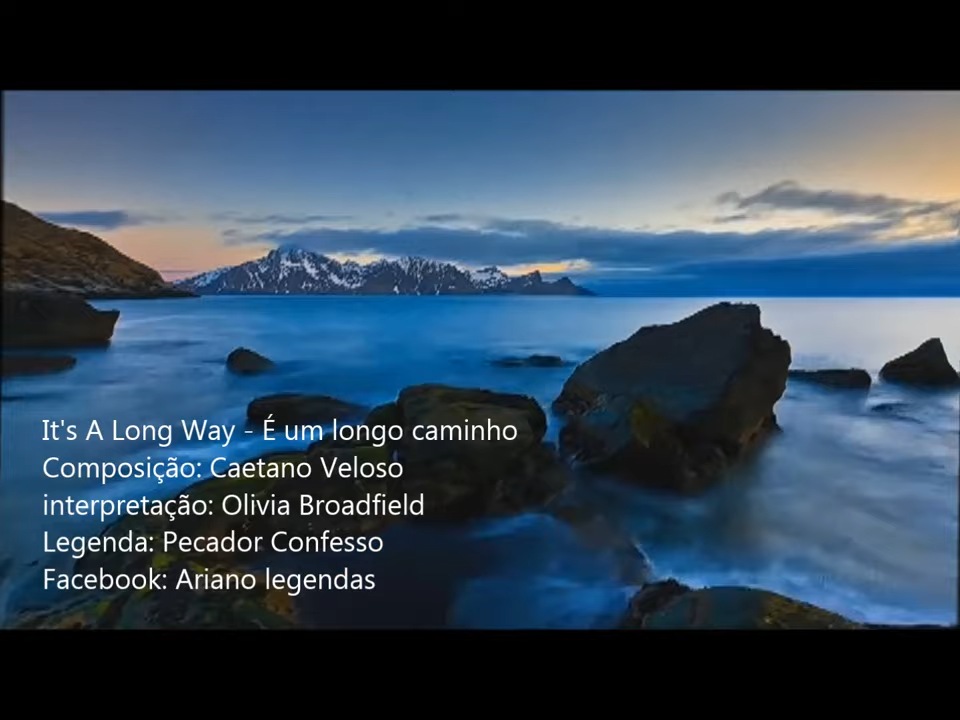 It's A Long Way - É um longo caminho
Composição: Caetano Veloso
interpretação: Olivia Broadfield
Legenda: Pecador Confesso
Facebook: Ariano legendas